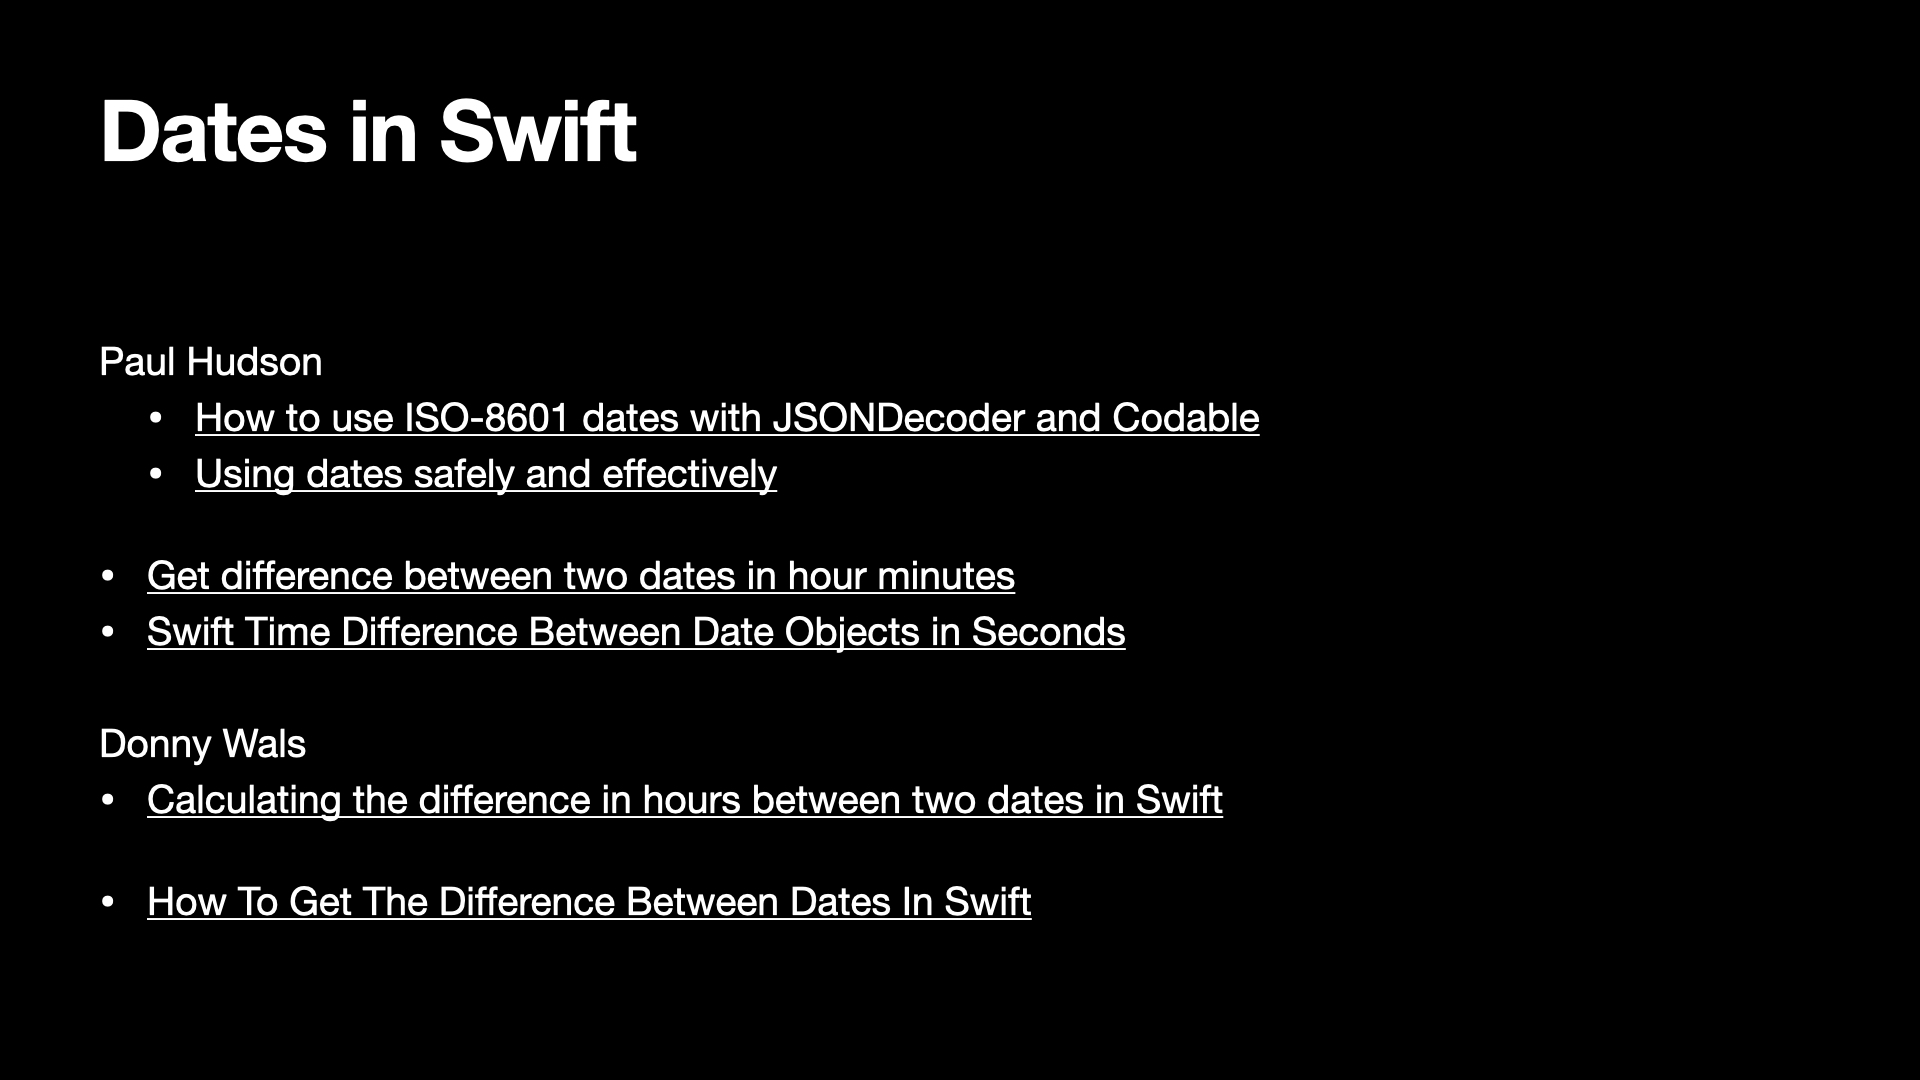 Dates in Swift
Paul Hudson
• How to use ISO-8601 dates with JSONDecoder and Codable
• Using dates safely and effectively
• Get difference between two dates in hour minutes
• Swift Time Difference Between Date Objects in Seconds
Donny Wals
• Calculating the difference in hours between two dates in Swift
• How To Get The Difference Between Dates In Swift